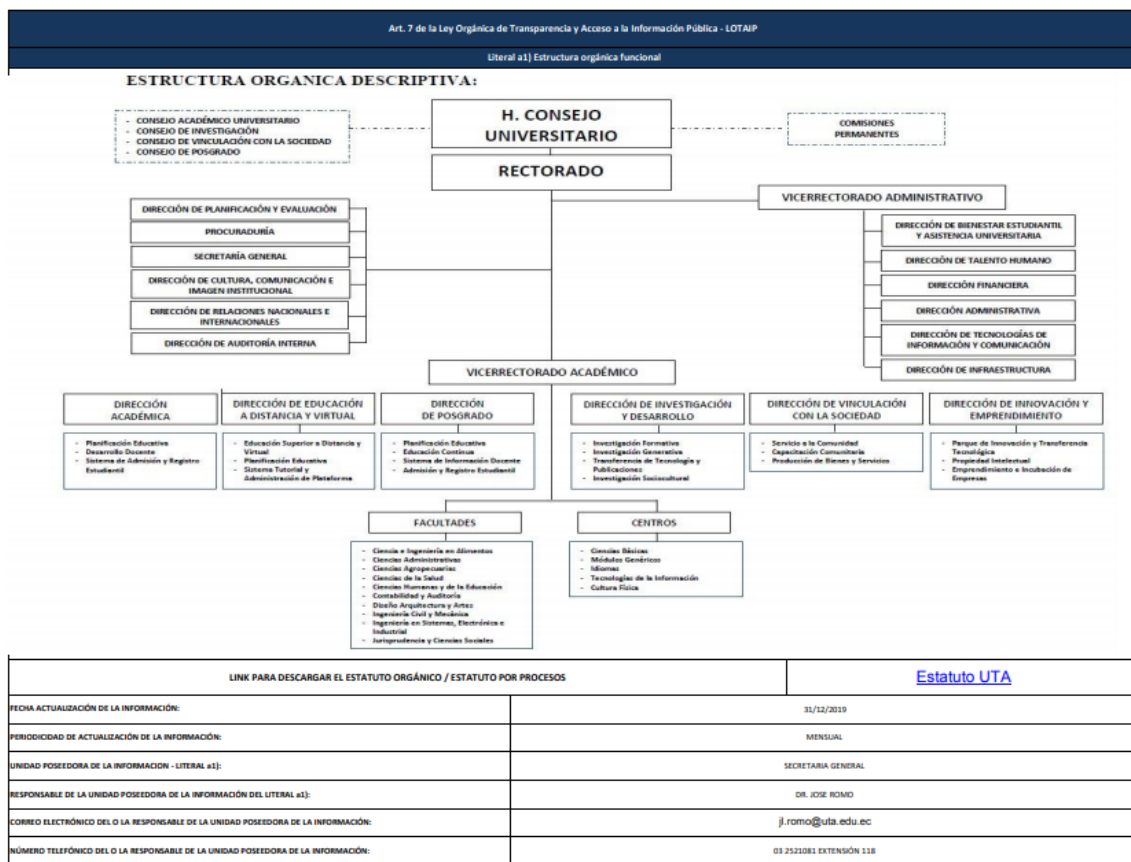 Art. 7 de la Ley Orgánica de Transparencia y Acceso a la Información Pública - LOTAIP
Literal a1) Estructura orgánica funcional
ESTRUCTURA ORGANICA DESCRIPTIVA:
- CONSEJO ACADÉMICO UNIVERSITARIO
- CONSEJO DE INVESTIGACIÓN
- CONSEJO DE VINCULACIÓN CON LA SOCIEDAD
- CONSEJO DE POSGRADO
H. CONSEJO
UNIVERSITARIO
COMISIONES
PERMANENTES
RECTORADO
VICERRECTORADO ADMINISTRATIVO
DIRECCIÓN DE PLANIFICACIÓN Y EVALUACIÓN
PROCURADURÍA
SECRETARÍA GENERAL
DIRECCIÓN DE CULTURA, COMUNICACIÓN E
IMAGEN INSTITUCIONAL
DIRECCIÓN DE RELACIONES NACIONALES E
INTERNACIONALES
DIRECCIÓN DE AUDITORÍA INTERNA
DIRECCIÓN DE BIENESTAR ESTUDIANTIL
Y ASISTENCIA UNIVERSITARIA
DIRECCIÓN DE TALENTO HUMANO
DIRECCIÓN FINANCIERA
DIRECCIÓN ADMINISTRATIVA
DIRECCIÓN DE TECNOLOGÍAS DE
INFORMACIÓN Y COMUNICACIÓN
DIRECCIÓN DE INFRAESTRUCTURA
VICERRECTORADO ACADÉMICO
DIRECCIÓN
ACADÉMICA
- Planificación Educativa
- Desarrollo Docente
- Sistema de Admisión y Registro
Estudiantil
DIRECCIÓN DE EDUCACIÓN
A DISTANCIA Y VIRTUAL
- Educación Superior a Distancia y
Virtual
- Planificación Educativa
- Sistema Tutorial y
Administración de Plataforma
DIRECCIÓN
DE POSGRADO
- Planificación Educativa
- Educación Continua
- Sistema de Información Docente
- Admisión y Registro Estudiantil
DIRECCIÓN DE INVESTIGACIÓN
Y DESARROLLO
- Investigación Formativa
- Investigación Generativa
- Transferencia de Tecnología y
Publicaciones
- Investigación Sociocultural
DIRECCIÓN DE VINCULACIÓN
CON LA SOCIEDAD
- Servicio a la Comunidad
- Capacitación Comunitaria
- Producción de Bienes y Servicios
DIRECCIÓN DE INNOVACIÓN Y
EMPRENDIMIENTO
- Parque de Innovación y Transferencia
Tecnológica
- Propiedad Intelectual
- Emprendimiento e Incubación de
Empresas
FACULTADES
- Ciencia e Ingeniería en Alimentos
- Ciencias Administrativas
- Ciencias Agropecuarias
- Ciencias de la Salud
- Ciencias Humanas y de la Educación
- Contabilidad y Auditoría
- Diseño Arquitectura y Artes
- Ingeniería Civil y Mecánica
- Ingeniería en Sistemas, Electrónica e
Industrial
- Jurisprudencia y Ciencias Sociales
CENTROS
- Ciencias Básicas
- Módulos Genéricos
- Idiomas
- Tecnologías de la Información
- Cultura Física
LINK PARA DESCARGAR EL ESTATUTO ORGÁNICO / ESTATUTO POR PROCESOS
Estatuto UTA
FECHA ACTUALIZACIÓN DE LA INFORMACIÓN:
31/12/2019
PERIODICIDAD DE ACTUALIZACIÓN DE LA INFORMACIÓN:
MENSUAL
UNIDAD POSEEDORA DE LA INFORMACION - LITERAL a1):
SECRETARIA GENERAL
RESPONSABLE DE LA UNIDAD POSEEDORA DE LA INFORMACIÓN DEL LITERAL a1):
DR. JOSE ROMO
CORREO ELECTRÓNICO DEL O LA RESPONSABLE DE LA UNIDAD POSEEDORA DE LA INFORMACIÓN:
jl.romo@uta.edu.ec
NÚMERO TELEFÓNICO DEL O LA RESPONSABLE DE LA UNIDAD POSEEDORA DE LA INFORMACIÓN:
03 2521081 EXTENSIÓN 118